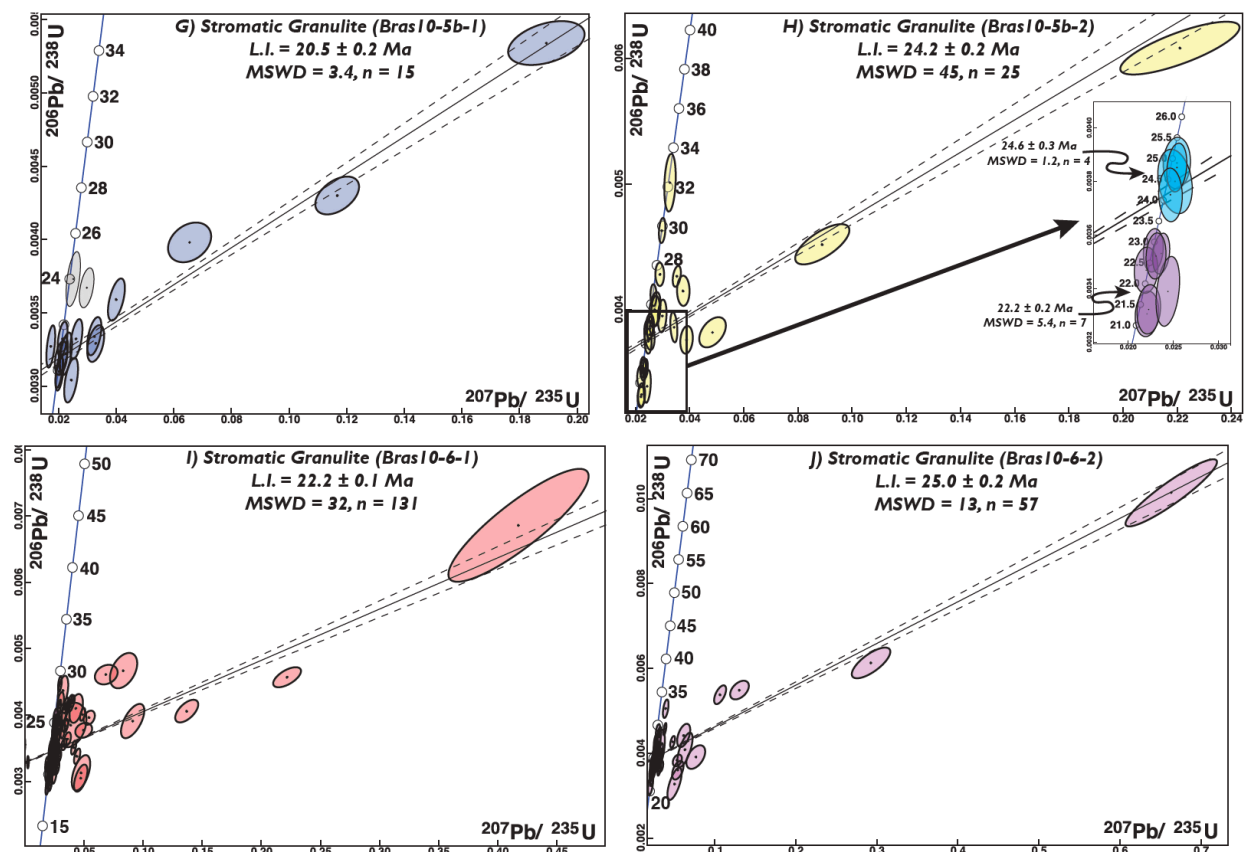 G) Stromatic Granulite (Bras10-5b-1)
L.I. = 20.5 ± 0.2 Ma
MSWD = 3.4, n = 15
206Pb/ 238U
34
32
30
28
26
24
0.0050
0.0045
0.0040
0.0035
0.0030
207Pb/ 235U
0.02 0.04 0.06 0.08 0.10 0.12 0.14 0.16 0.18 0.20
H) Stromatic Granulite (Bras10-5b-2)
L.I. = 24.2 ± 0.2 Ma
MSWD = 45, n = 25
206Pb/ 238U
40
38
36
34
32
30
28
0.006
0.005
0.004
207Pb/ 235U
0.02 0.04 0.06 0.08 0.10 0.12 0.14 0.16 0.18 0.20 0.22 0.24
24.6 ± 0.3 Ma
MSWD = 1.2, n = 4
22.2 ± 0.2 Ma
MSWD = 5.4, n = 7
26.0
25.5
25.0
24.0
23.5
23.0
22.5
22.0
21.5
21.0
0.0040
0.0038
0.0036
0.0034
0.0032
0.020 0.025 0.030
I) Stromatic Granulite (Bras10-6-1)
L.I. = 22.2 ± 0.1 Ma
MSWD = 32, n = 131
206Pb/ 238U
50
45
40
35
30
25
15
0.007
0.006
0.005
0.004
0.003
207Pb/ 235U
0.05 0.10 0.15 0.20 0.25 0.30 0.35 0.40 0.45
J) Stromatic Granulite (Bras10-6-2)
L.I. = 25.0 ± 0.2 Ma
MSWD = 13, n = 57
206Pb/ 238U
70
65
60
55
50
45
40
35
20
0.010
0.008
0.006
0.004
0.002
207Pb/ 235U
0.1 0.2 0.3 0.4 0.5 0.6 0.7